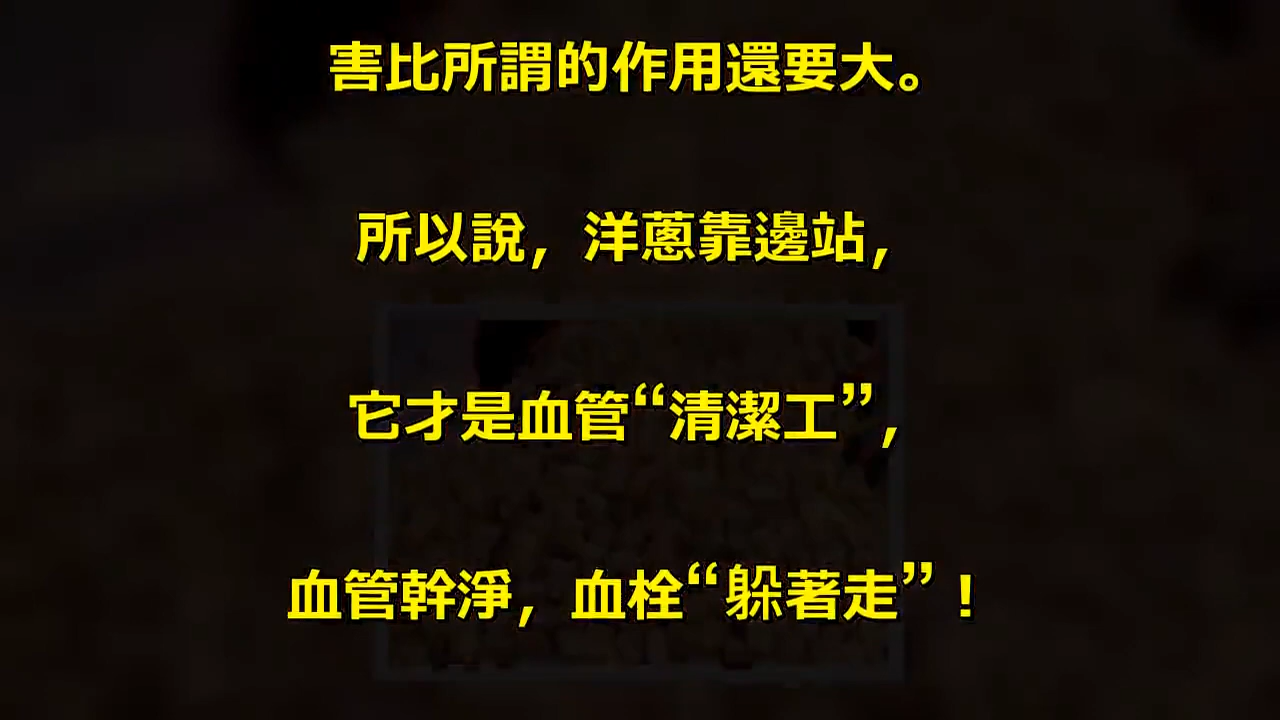 害比所謂的作用還要大。
所以說，洋蔥靠邊站，
它才是血管“清潔工”，
血管幹淨，血栓“躲著走”！